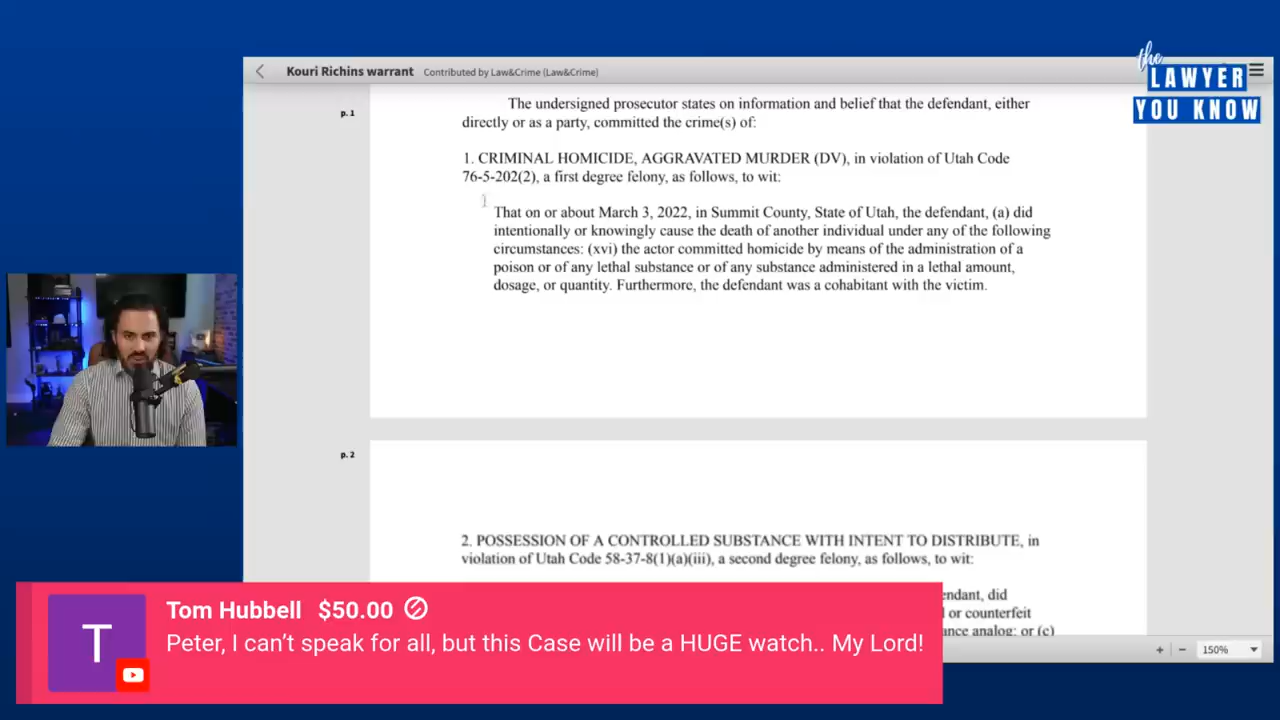 Kouri Richins warrant Contributed by Law&Crime (Law&Crime)
the
LAWYER
YOU KNOW
p. 1
The undersigned prosecutor states on information and belief that the defendant, either
directly or as a party, committed the crime(s) of:
1. CRIMINAL HOMICIDE, AGGRAVATED MURDER (DV), in violation of Utah Code
76-5-202(2), a first degree felony, as follows, to wit:
That on or about March 3, 2022, in Summit County, State of Utah, the defendant, (a) did
intentionally or knowingly cause the death of another individual under any of the following
circumstances: (xvi) the actor committed homicide by means of the administration of a
poison or of any lethal substance or of any substance administered in a lethal amount,
dosage, or quantity. Furthermore, the defendant was a cohabitant with the victim.
p. 2
2. POSSESSION OF A CONTROLLED SUBSTANCE WITH INTENT TO DISTRIBUTE, in
violation of Utah Code 58-37-8(1)(a)(iii), a second degree felony, as follows, to wit:
did
or counterfeit
analog; or (c)
+ − 150%
T
Tom Hubbell $50.00
Peter, I can’t speak for all, but this Case will be a HUGE watch.. My Lord!